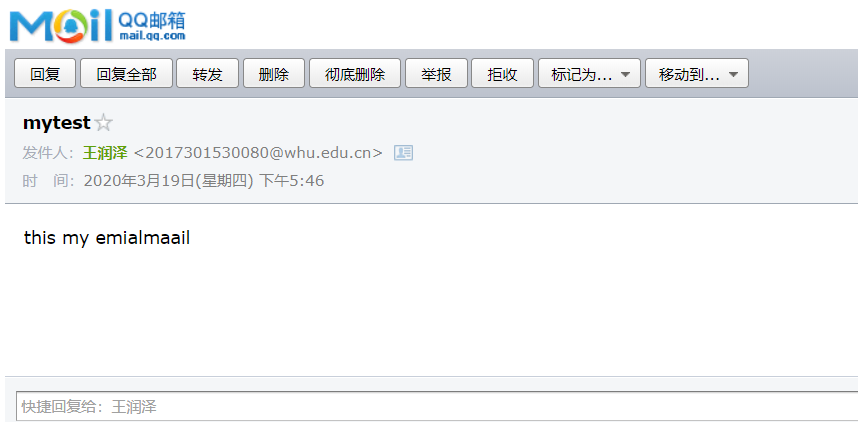 Mail QQ邮箱
mail.qq.com
回复 回复全部 转发 删除 彻底删除 举报 拒收 标记为... 移动到...
mytest
发件人：王润泽 <2017301530080@whu.edu.cn>
时　间：2020年3月19日(星期四) 下午5:46
this my emialmaail
快捷回复给：王润泽